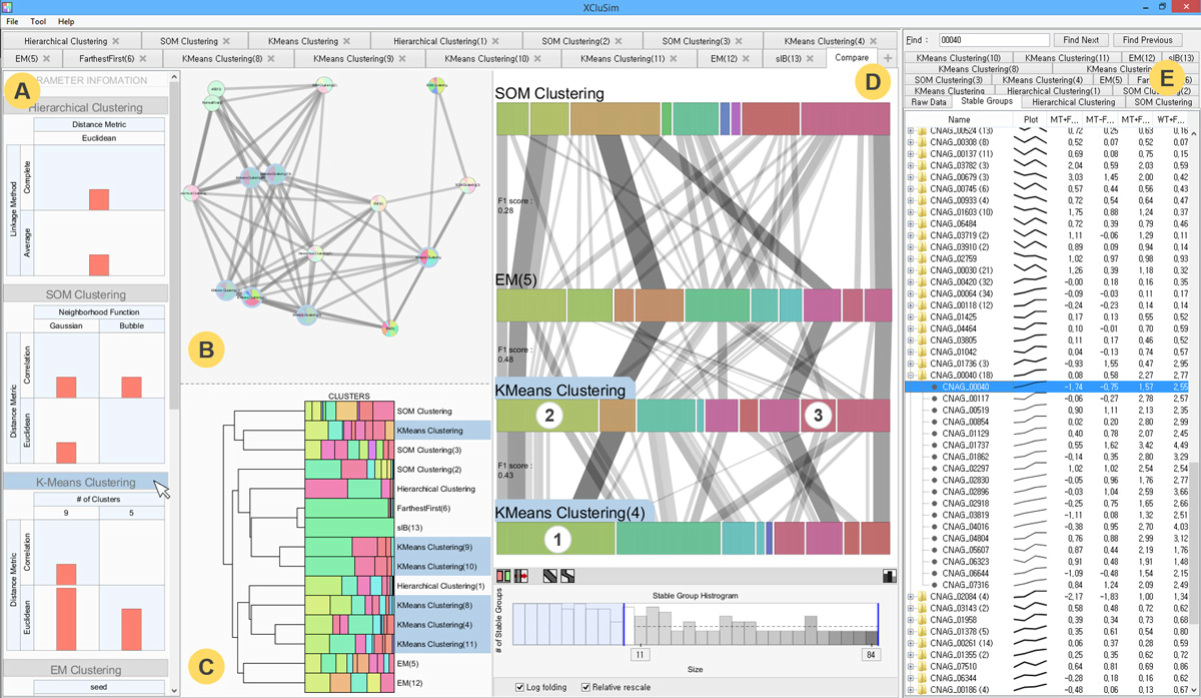 XCluSim
File Tool Help
Hierarchical Clustering × SOM Clustering × KMeans Clustering × Hierarchical Clustering(1) × SOM Clustering(2) × SOM Clustering(3) × KMeans Clustering(4) ×
EM(5) × FarthestFirst(6) × KMeans Clustering(8) × KMeans Clustering(9) × KMeans Clustering(10) × KMeans Clustering(11) × EM(12) × sIB(13) × Compare +
A
RAMETER INFOMATION
Hierarchical Clustering
Distance Metric
Euclidean
Linkage Method
Complete
Average
SOM Clustering
Neighborhood Function
Gaussian Bubble
Distance Metric
Correlation
Euclidean
K-Means Clustering
# of Clusters
9 5
Distance Metric
Correlation
Euclidean
EM Clustering
seed
B
CLUSTERS
SOM Clustering
KMeans Clustering
SOM Clustering(3)
SOM Clustering(2)
Hierarchical Clustering
FarthestFirst(6)
sIB(13)
KMeans Clustering(9)
KMeans Clustering(10)
Hierarchical Clustering(1)
KMeans Clustering(8)
KMeans Clustering(4)
KMeans Clustering(11)
EM(5)
EM(12)
C
D
SOM Clustering
F1 score :
0.28
EM(5)
F1 score :
0.48
KMeans Clustering
2 3
F1 score :
0.43
KMeans Clustering(4)
1
Stable Group Histogram
# of Stable Groups
11 84
Size
Log folding Relative rescale
Find : 00040 Find Next Find Previous
KMeans Clustering(10) KMeans Clustering(11) EM(12) sIB(13)
KMeans Clustering(8)
SOM Clustering(3) KMeans Clustering(4) EM(5)
KMeans Clustering Hierarchical Clustering(1)
Raw Data Stable Groups Hierarchical Clustering SOM Clustering
E
Name Plot MT+F... MT-F... MT+F... WT+F...
CNAG_00524 (13) 0,72 0,25 0,63 0,16
CNAG_00308 (8) 0,52 0,07 0,52 0,07
CNAG_00137 (11) 0,69 0,08 0,75 0,15
CNAG_03782 (3) 2,04 0,59 2,03 0,59
CNAG_00679 (3) 3,03 1,45 2,00 0,42
CNAG_00745 (6) 0,57 0,44 0,56 0,43
CNAG_00933 (4) 0,72 0,54 0,64 0,47
CNAG_01603 (10) 1,75 0,88 1,24 0,37
CNAG_06484 0,72 0,39 0,79 0,46
CNAG_03719 (2) 1,11 -0,06 1,29 0,11
CNAG_03910 (2) 0,89 0,09 0,94 0,14
CNAG_02759 1,02 0,97 0,98 0,93
CNAG_00030 (21) 1,26 0,39 1,18 0,32
CNAG_00420 (32) -0,00 0,18 0,16 0,35
CNAG_00064 (34) -0,09 -0,03 0,11 0,17
CNAG_00118 (12) -0,24 -0,23 0,14 0,14
CNAG_01425 0,17 0,13 0,55 0,52
CNAG_04464 0,10 -0,01 0,70 0,59
CNAG_03805 0,11 0,17 0,46 0,52
CNAG_01042 0,04 -0,13 0,74 0,57
CNAG_01736 (3) -0,93 1,55 0,47 2,95
CNAG_00040 (18) 0,08 0,58 2,27 2,77
CNAG_00040 -1,74 -0,75 1,57 2,55
CNAG_00117 -0,06 -0,27 2,78 2,57
CNAG_00519 0,90 1,11 2,13 2,35
CNAG_00854 0,02 0,20 2,80 2,99
CNAG_01129 0,40 0,78 2,07 2,45
CNAG_01737 0,55 1,62 3,42 4,49
CNAG_01862 -0,14 0,35 2,80 3,29
CNAG_02297 1,02 1,02 2,54 2,54
CNAG_02830 -0,05 0,96 1,76 2,77
CNAG_02896 -0,03 1,04 2,59 3,66
CNAG_02918 -0,25 0,75 1,65 2,66
CNAG_03819 -1,11 0,08 1,32 2,51
CNAG_04016 -0,38 0,95 2,70 4,03
CNAG_04804 0,76 0,88 2,99 3,12
CNAG_05607 0,87 0,44 2,19 1,76
CNAG_06323 0,91 0,48 1,91 1,48
CNAG_06644 -1,09 -0,48 1,54 2,15
CNAG_07316 0,84 1,24 2,09 2,49
CNAG_02084 (4) -2,17 -1,83 1,00 1,34
CNAG_03143 (2) 0,58 0,48 0,72 0,62
CNAG_01958 0,39 0,34 0,73 0,68
CNAG_01378 (5) 0,35 0,61 0,54 0,80
CNAG_00261 (14) 0,06 0,37 0,28 0,59
CNAG_01355 (2) 0,25 0,35 0,62 0,72
CNAG_07510 0,64 0,81 0,69 0,86
CNAG_06344 -0,28 0,18 0,16 0,62
CNAG_00186 (4) -0,48 0,06 0,13 0,67